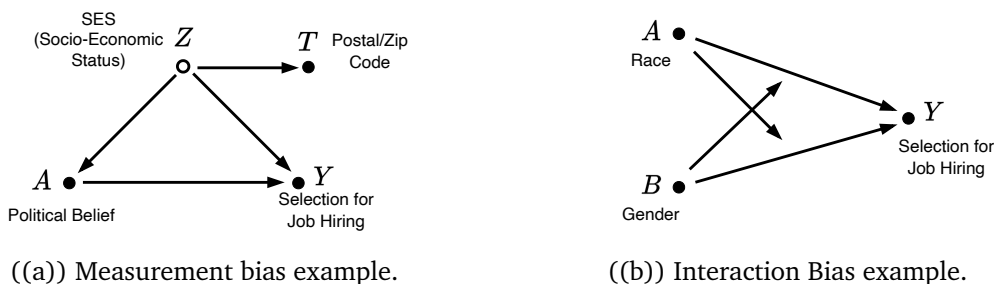 SES
(Socio-Economic
Status)
Z
T
Postal/Zip
Code
A
Political Belief
Y
Selection for
Job Hiring
((a)) Measurement bias example.
A
Race
B
Gender
Y
Selection for
Job Hiring
((b)) Interaction Bias example.